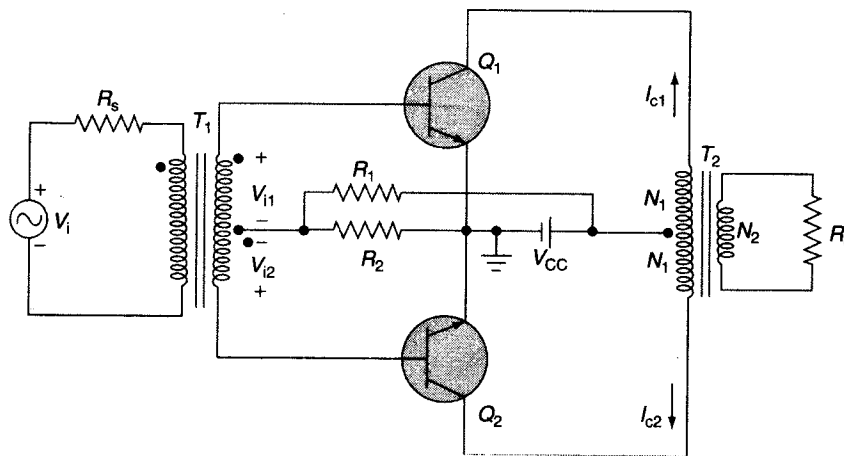 Q1
Ic1
Rs
T1
T2
R1
+
Vi1
−
N1
+
Vi
−
−
R2
N2
R
Vi2
VCC
N1
+
Q2
Ic2